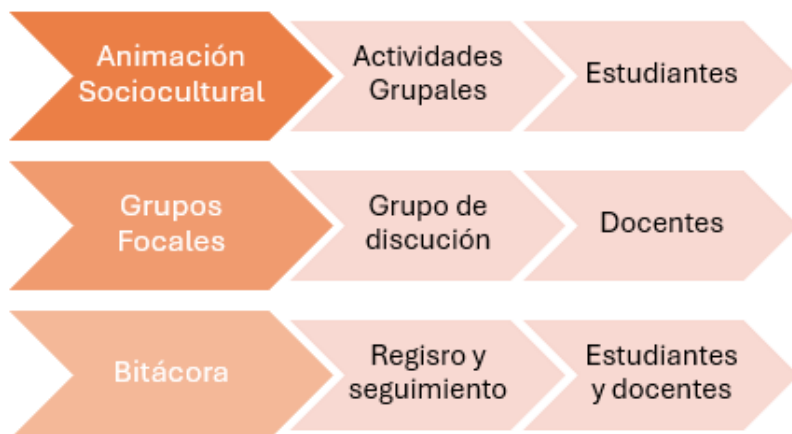 Animación
Sociocultural
Actividades
Grupales
Estudiantes
Grupos
Focales
Grupo de
discución
Docentes
Bitácora
Regisro y
seguimiento
Estudiantes
y docentes